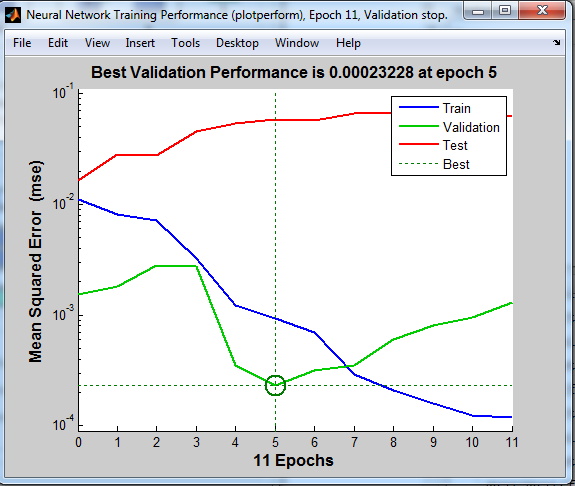 Neural Network Training Performance (plotperform), Epoch 11, Validation stop.
File Edit View Insert Tools Desktop Window Help
Best Validation Performance is 0.00023228 at epoch 5
Mean Squared Error (mse)
10^-1
10^-2
10^-3
10^-4
Train
Validation
Test
Best
0 1 2 3 4 5 6 7 8 9 10 11
11 Epochs